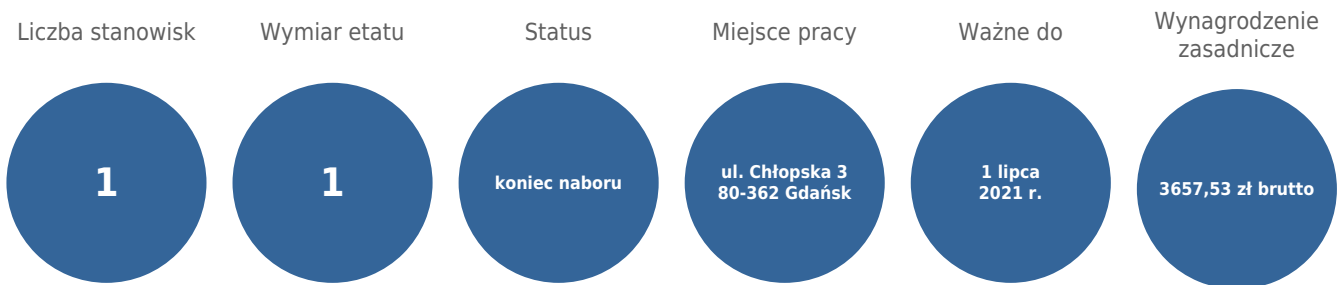 Liczba stanowisk
1
Wymiar etatu
1
Status
koniec naboru
Miejsce pracy
ul. Chłopska 3
80-362 Gdańsk
Ważne do
1 lipca
2021 r.
Wynagrodzenie
zasadnicze
3657,53 zł brutto